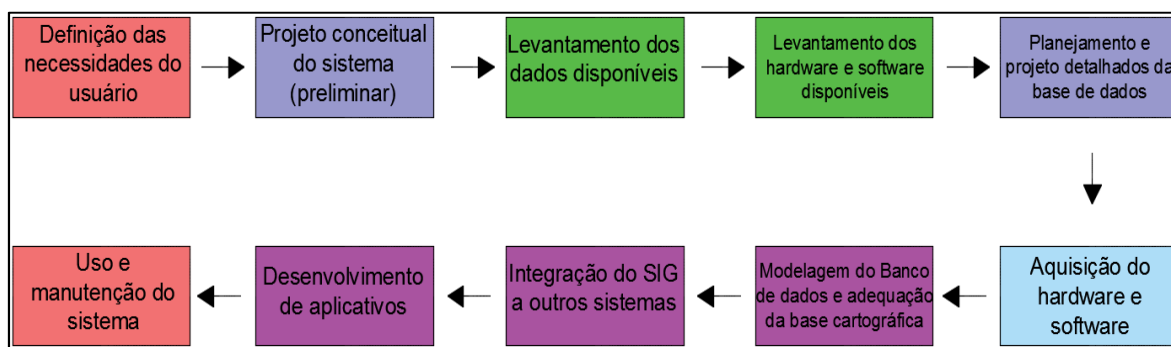 Definição das
necessidades do
usuário
Projeto conceitual
do sistema
(preliminar)
Levantamento dos
dados disponíveis
Levantamento dos
hardware e software
disponíveis
Planejamento e
projeto detalhados da
base de dados
Uso e
manutenção do
sistema
Desenvolvimento
de aplicativos
Integração do SIG
a outros sistemas
Modelagem do Banco
de dados e adequação
da base cartográfica
Aquisição do
hardware e
software